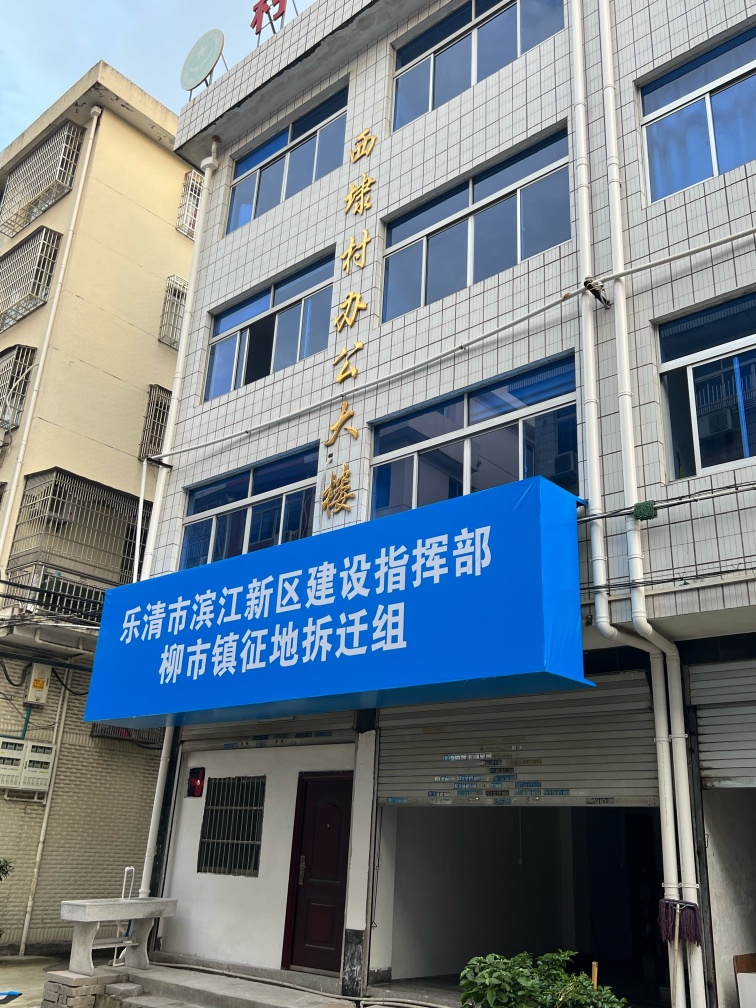 西埭村办公大楼
乐清市滨江新区建设指挥部
柳市镇征地拆迁组